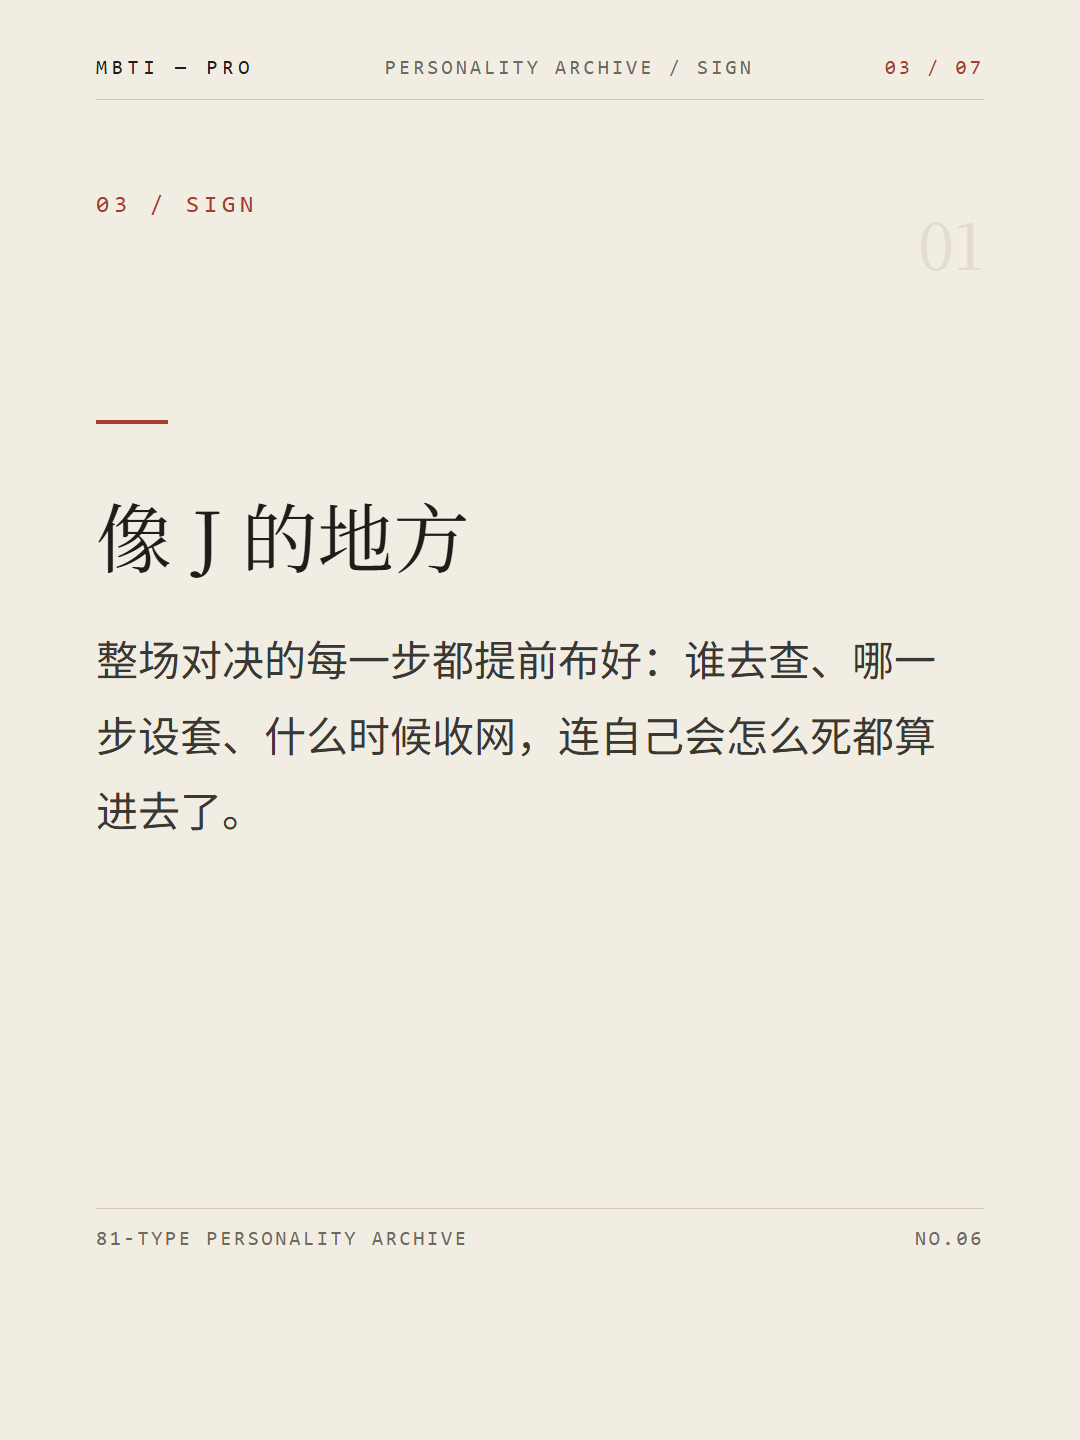 MBTI — PRO
PERSONALITY ARCHIVE / SIGN
03 / 07
03 / SIGN
01
像 J 的地方
整场对决的每一步都提前布好：谁去查、哪一
步设套、什么时候收网，连自己会怎么死都算
进去了。
81-TYPE PERSONALITY ARCHIVE
NO.06